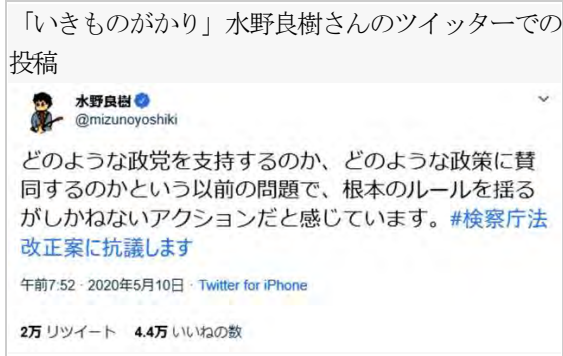 「いきものがかり」水野良樹さんのツイッターでの
投稿
水野良樹
@mizunoyoshiki
どのような政党を支持するのか、どのような政策に賛
同するのかという以前の問題で、根本のルールを揺る
がしかねないアクションだと感じています。#検察庁法
改正案に抗議します
午前7:52 · 2020年5月10日 · Twitter for iPhone
2万 リツイート 4.4万 いいねの数